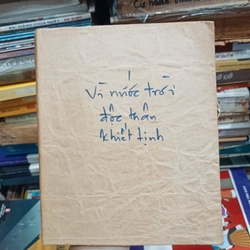 Vì nước trời
độc thân
khiết tịnh